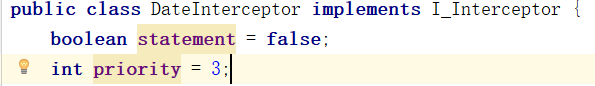 public class DateInterceptor implements I_Interceptor {
boolean statement = false;
int priority = 3;